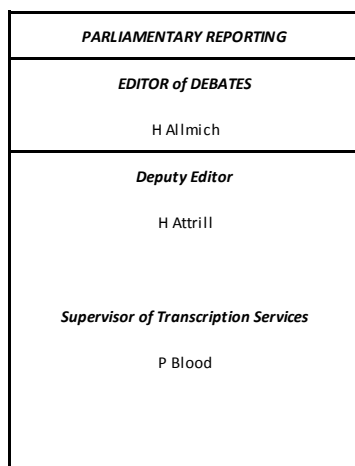 PARLIAMENTARY REPORTING
EDITOR of DEBATES
H Allmich
Deputy Editor
H Attrill
Supervisor of Transcription Services
P Blood